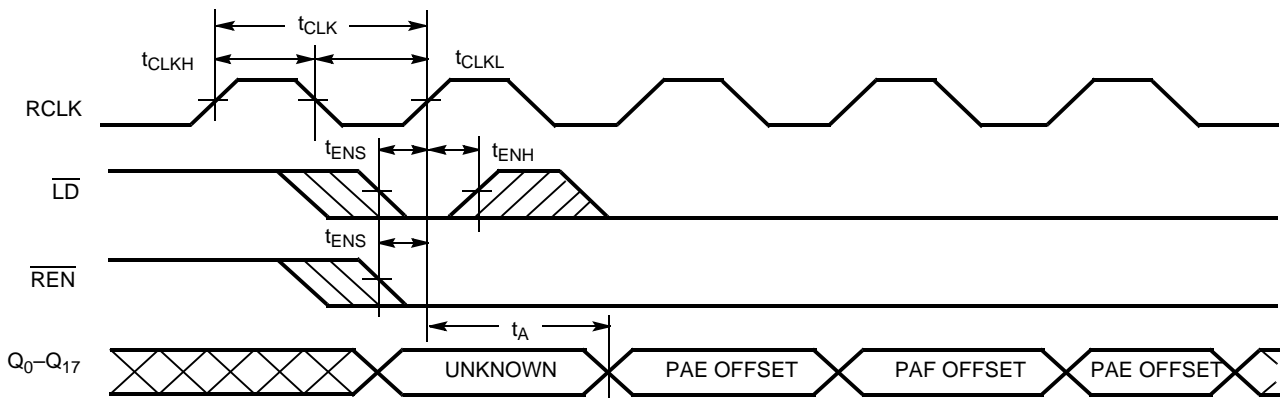 tCLK
tCLKH
tCLKL
RCLK
tENS
tENH
LD
tENS
REN
tA
Q0–Q17
UNKNOWN
PAE OFFSET
PAF OFFSET
PAE OFFSET